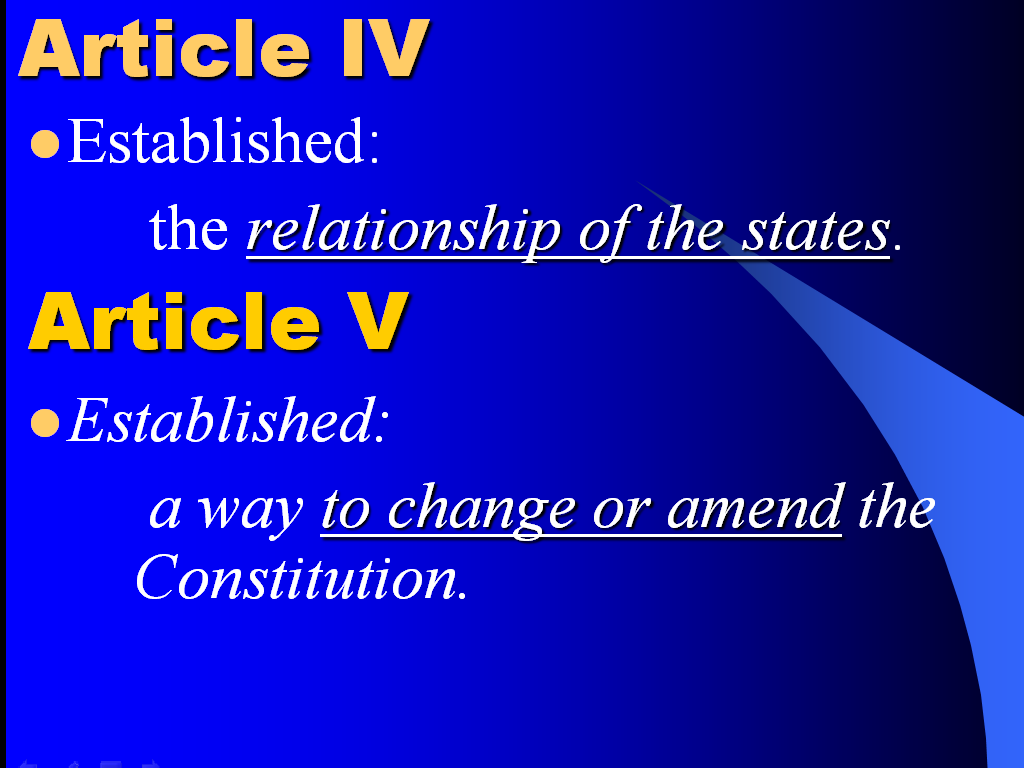 Article IV
Established:
the relationship of the states.
Article V
Established:
a way to change or amend the
Constitution.